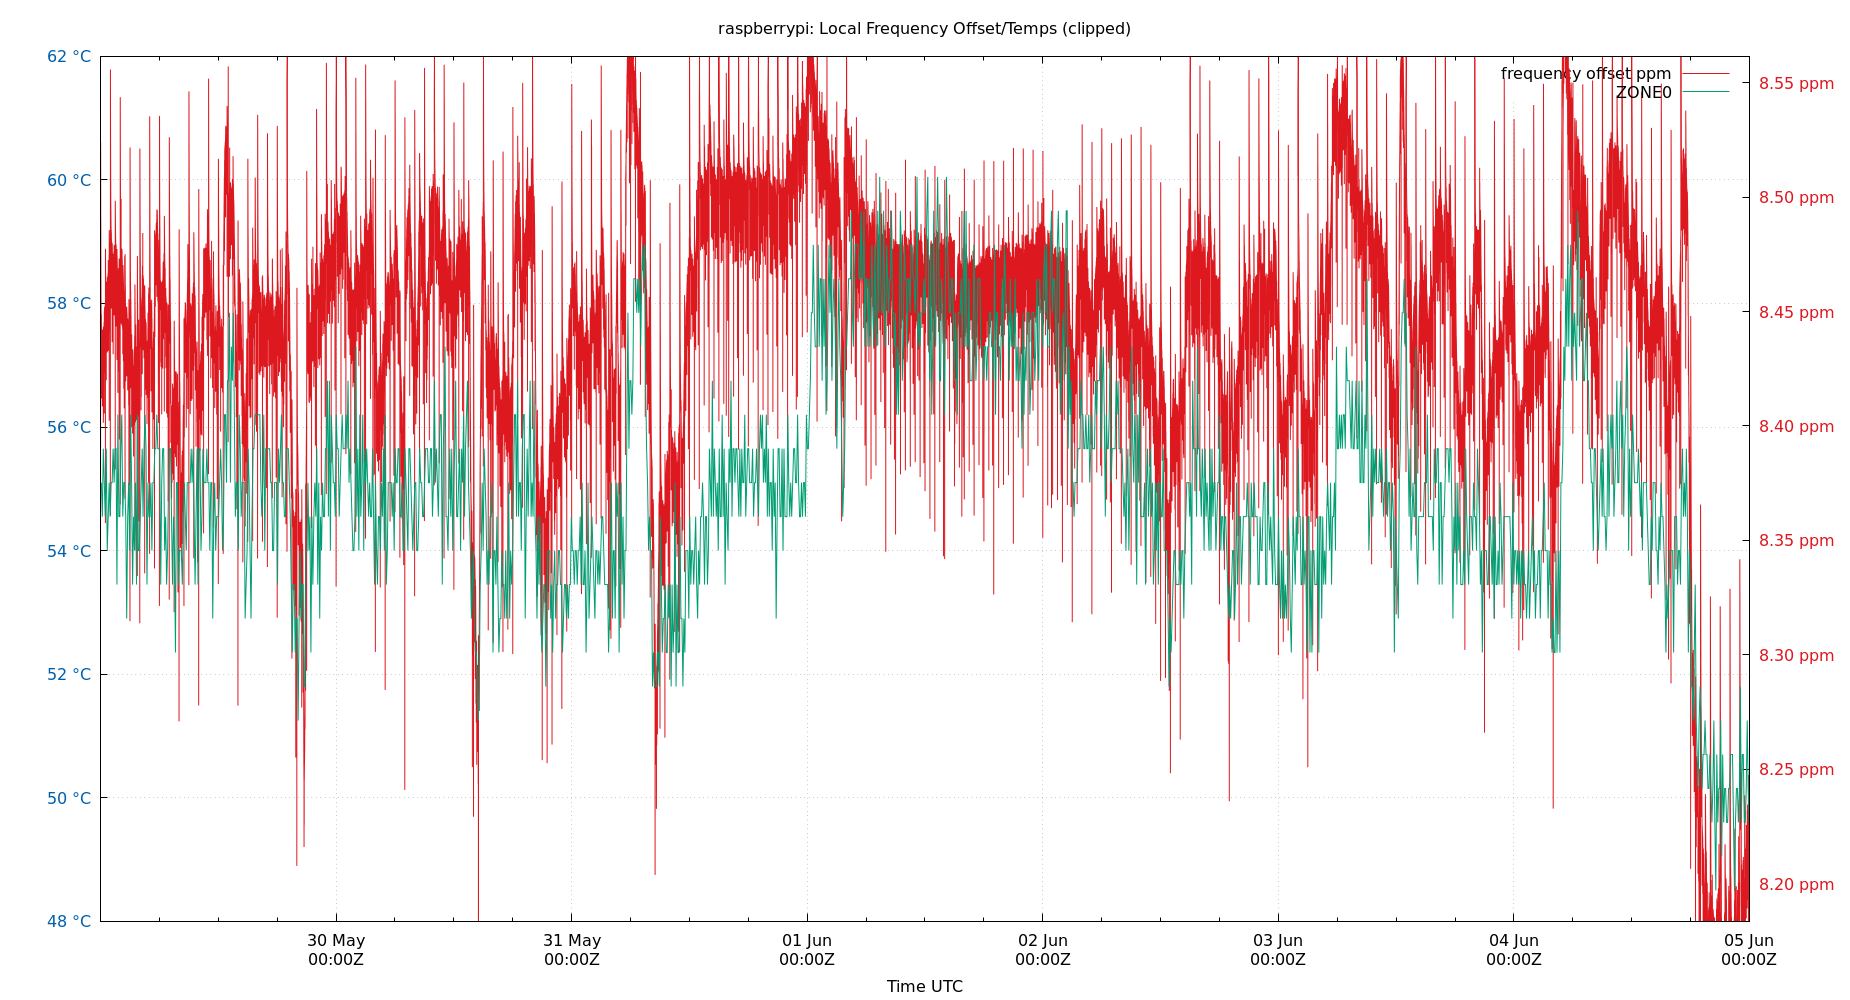 raspberrypi: Local Frequency Offset/Temps (clipped)
62 °C
60 °C
58 °C
56 °C
54 °C
52 °C
50 °C
48 °C
frequency offset ppm
ZONE0
8.55 ppm
8.50 ppm
8.45 ppm
8.40 ppm
8.35 ppm
8.30 ppm
8.25 ppm
8.20 ppm
30 May 31 May 01 Jun 02 Jun 03 Jun 04 Jun 05 Jun
00:00Z 00:00Z 00:00Z 00:00Z 00:00Z 00:00Z 00:00Z
Time UTC